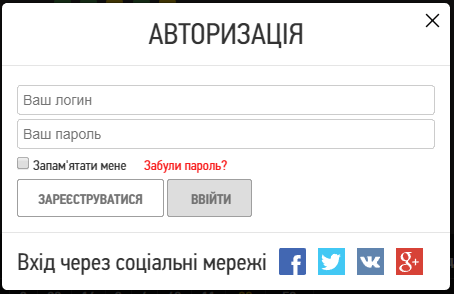 АВТОРИЗАЦІЯ
Ваш логин
Ваш пароль
Запам'ятати мене Забули пароль?
ЗАРЕЄСТРУВАТИСЯ ВВІЙТИ
Вхід через соціальні мережі